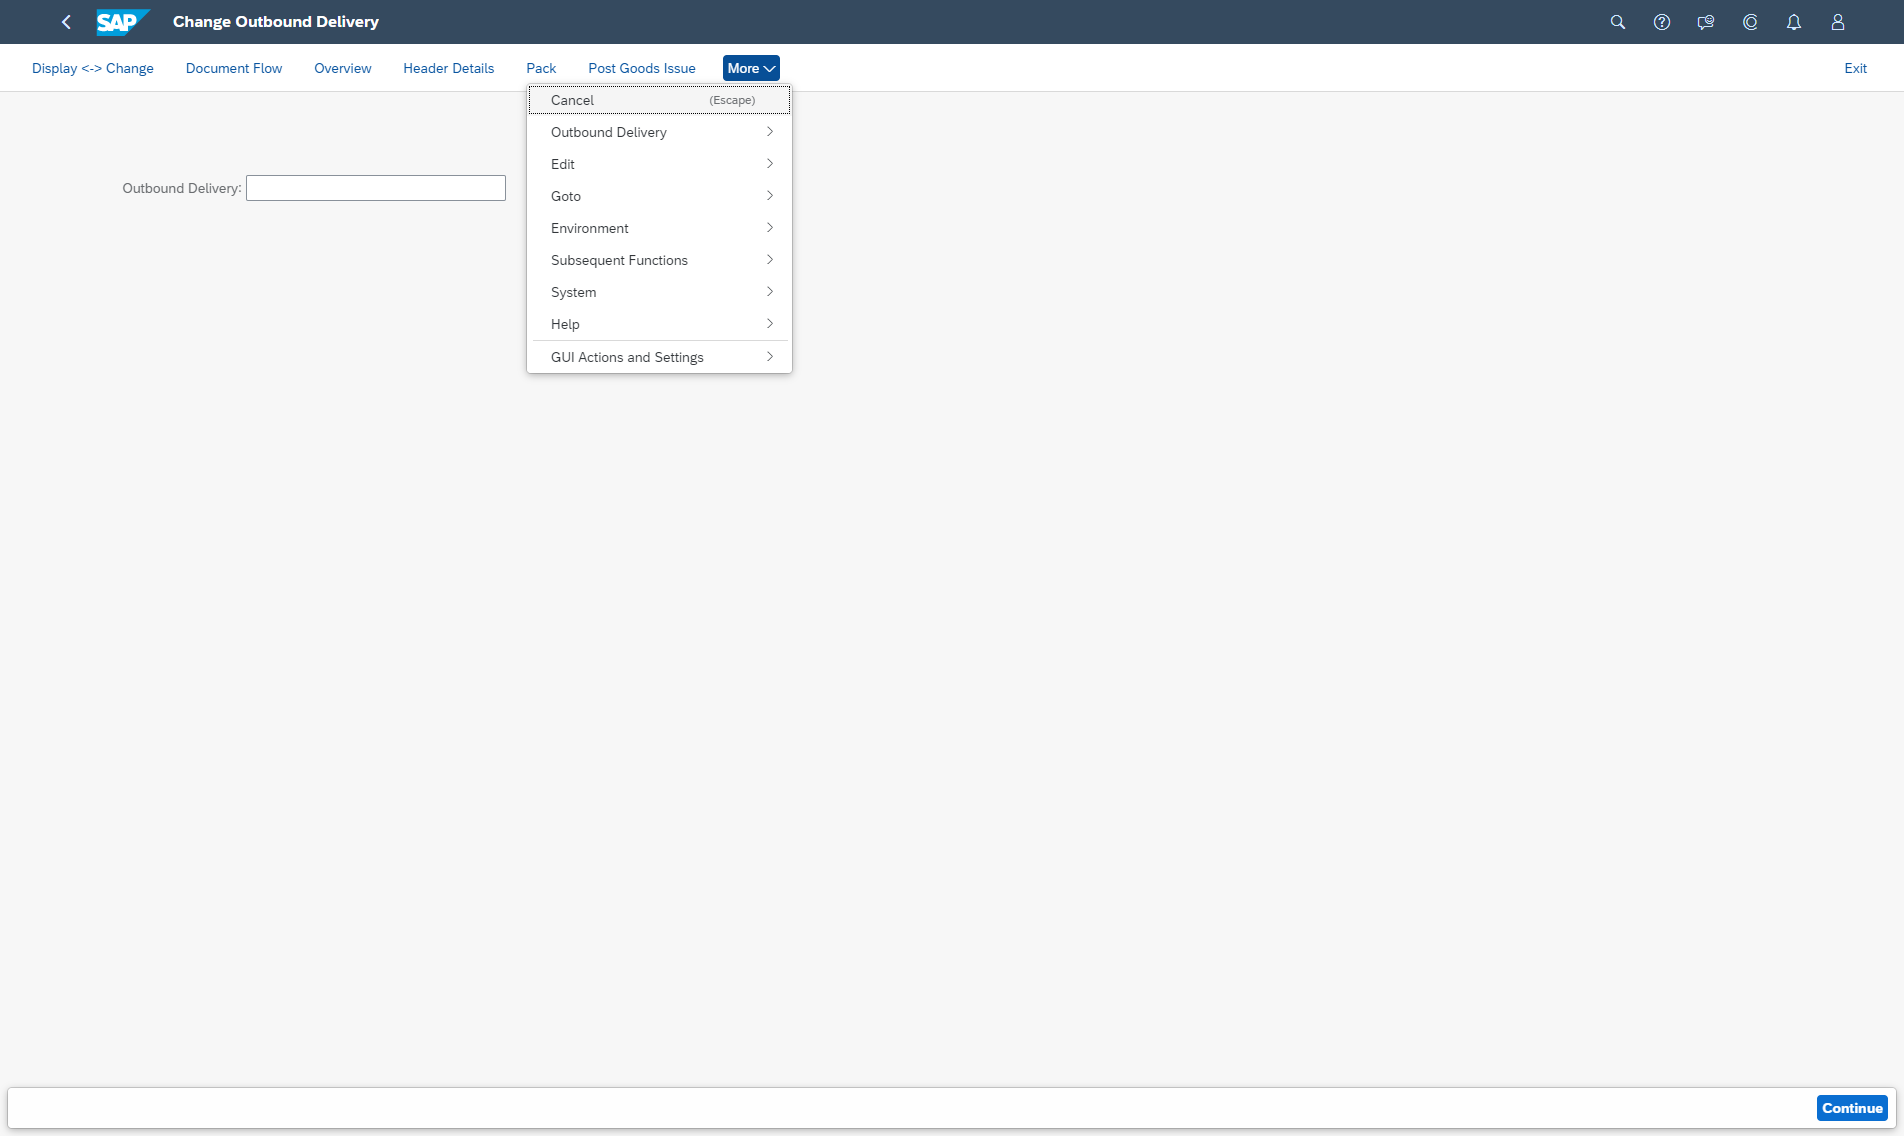 SAP Change Outbound Delivery
Display <-> Change Document Flow Overview Header Details Pack Post Goods Issue More Exit
Cancel (Escape)
Outbound Delivery
Edit
Outbound Delivery:
Goto
Environment
Subsequent Functions
System
Help
GUI Actions and Settings
Continue